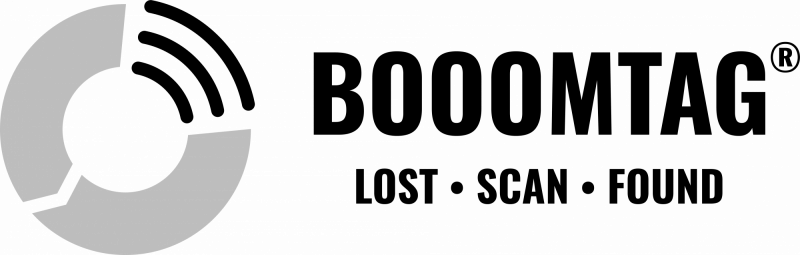 BOOOMTAG®
LOST • SCAN • FOUND